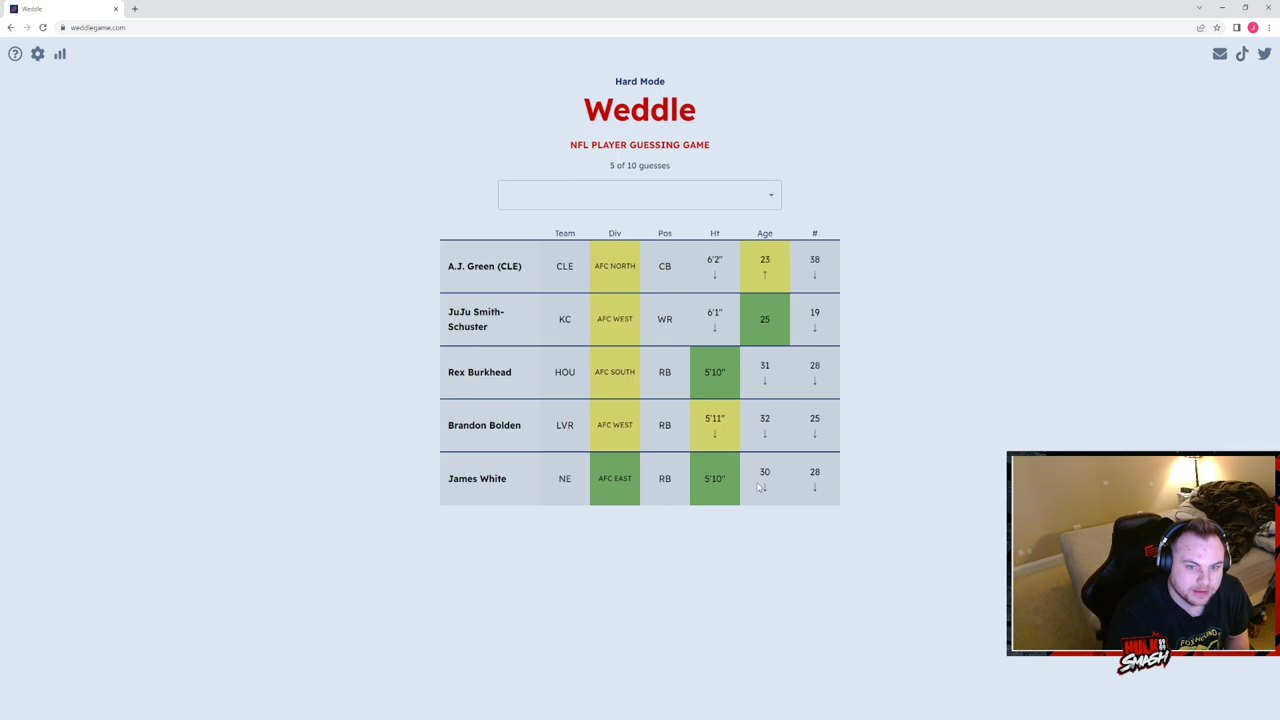 Weddle
weddlegame.com
J
Hard Mode
Weddle
NFL PLAYER GUESSING GAME
5 of 10 guesses
Team Div Pos Ht Age #
A.J. Green (CLE) CLE AFC NORTH CB 6'2" ↓ 23 ↑ 38 ↓
JuJu Smith-
Schuster KC AFC WEST WR 6'1" ↓ 25 19 ↓
Rex Burkhead HOU AFC SOUTH RB 5'10" 31 ↓ 28 ↓
Brandon Bolden LVR AFC WEST RB 5'11" ↓ 32 ↓ 25 ↓
James White NE AFC EAST RB 5'10" 30 ↓ 28 ↓
FOXHOUND
HULK
SMASH